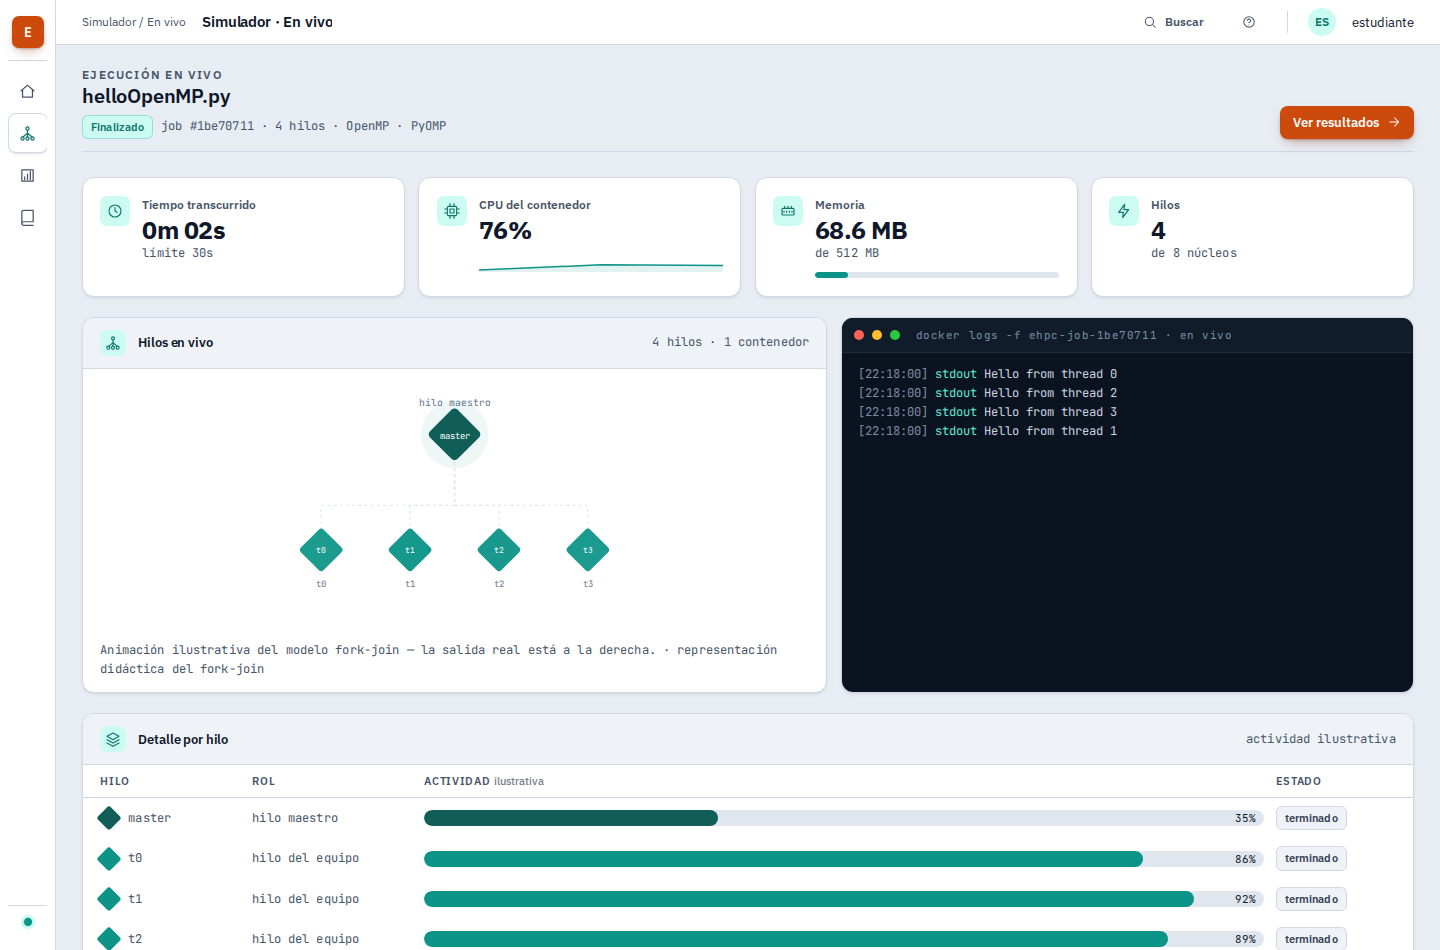 E
Simulador / En vivo
Simulador · En vivo
Buscar
ES
estudiante
EJECUCIÓN EN VIVO
helloOpenMP.py
Finalizado
job #1be70711 · 4 hilos · OpenMP · PyOMP
Ver resultados
Tiempo transcurrido
0m 02s
límite 30s
CPU del contenedor
76%
Memoria
68.6 MB
de 512 MB
Hilos
4
de 8 núcleos
Hilos en vivo
4 hilos · 1 contenedor
hilo maestro
master
t0 t1 t2 t3
t0 t1 t2 t3
Animación ilustrativa del modelo fork-join — la salida real está a la derecha. · representación
didáctica del fork-join
docker logs -f ehpc-job-1be70711 · en vivo
[22:18:00] stdout Hello from thread 0
[22:18:00] stdout Hello from thread 2
[22:18:00] stdout Hello from thread 3
[22:18:00] stdout Hello from thread 1
Detalle por hilo
actividad ilustrativa
HILO ROL ACTIVIDAD ilustrativa ESTADO
master hilo maestro 35% terminado
t0 hilo del equipo 86% terminado
t1 hilo del equipo 92% terminado
t2 hilo del equipo 89% terminado